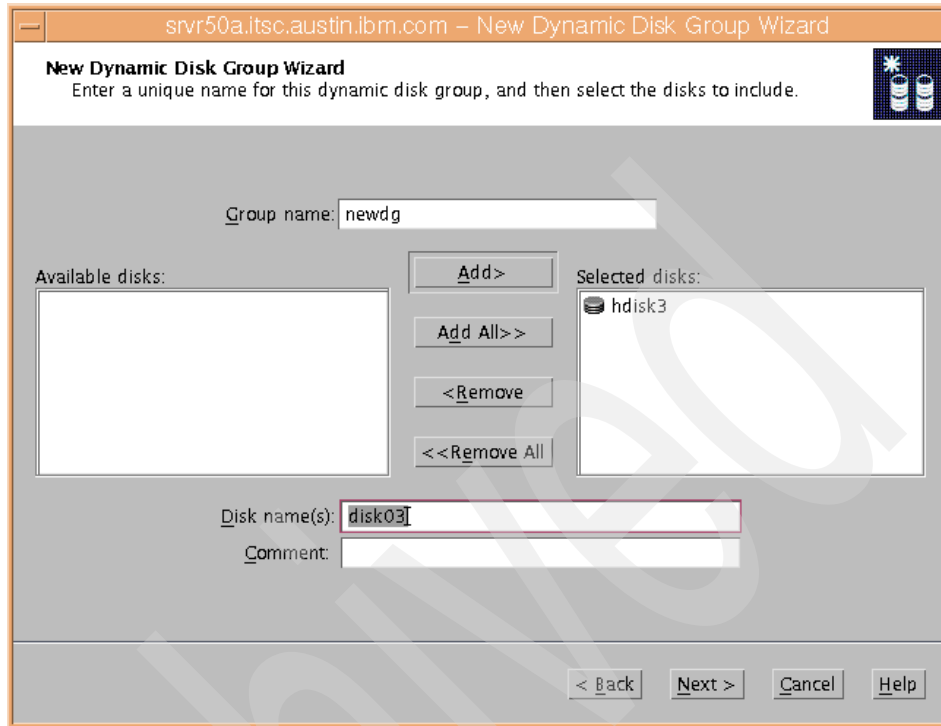 srvr50a.itsc.austin.ibm.com – New Dynamic Disk Group Wizard
New Dynamic Disk Group Wizard
Enter a unique name for this dynamic disk group, and then select the disks to include.
Group name: newdg
Available disks:
Add>
Selected disks:
hdisk3
Add All>>
<Remove
<<Remove All
Disk name(s): disk03
Comment:
< Back Next > Cancel Help
hived